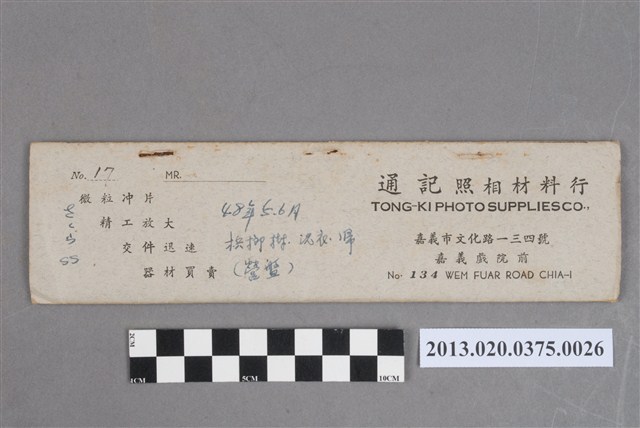 No. 17
MR.
微粒冲片
精工放大
交件迅速
器材買賣
48年5.6月
(營盤)
通記照相材料行
TONG-KI PHOTO SUPPLIES CO.,
嘉義市文化路一三四號
嘉義戲院前
No. 134 WEM FUAR ROAD CHIA-I
2CM
1CM
5CM
10CM
2013.020.0375.0026